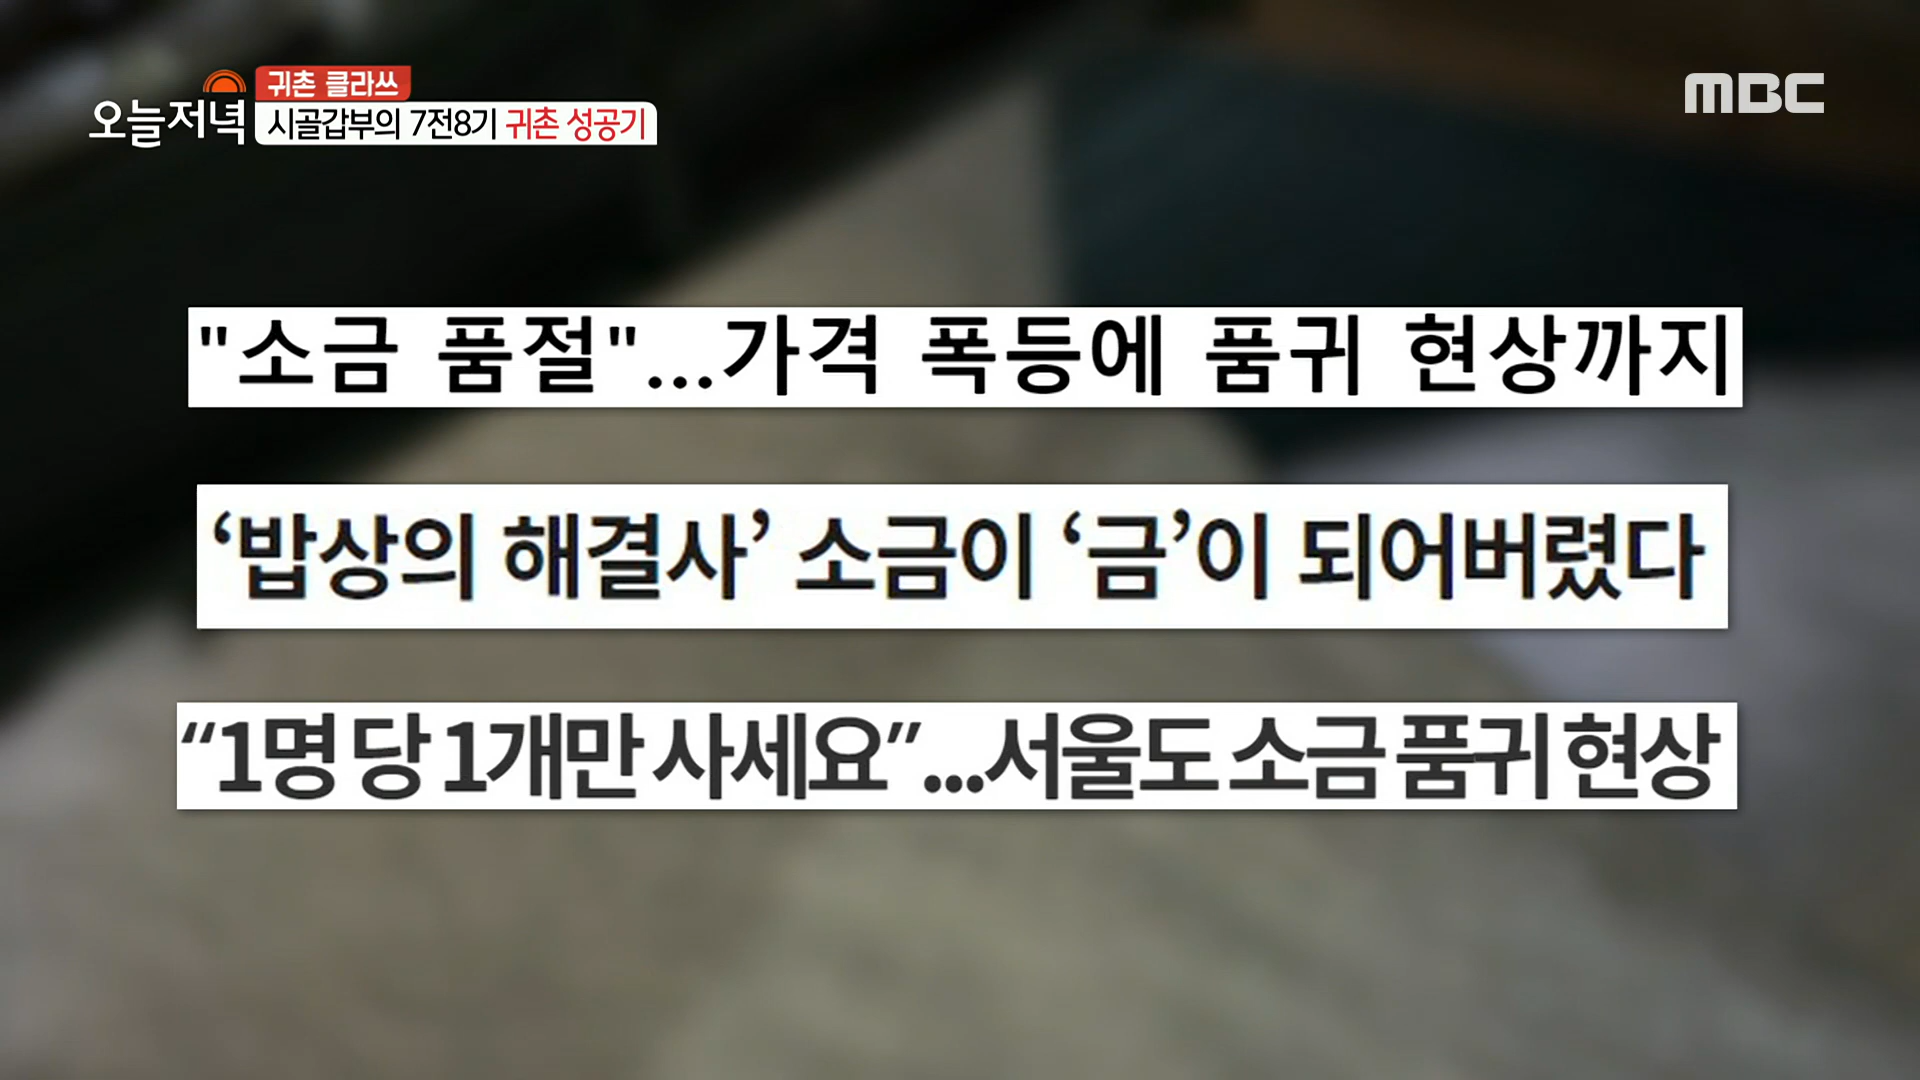 귀촌 클라쓰
오늘저녁 시골갑부의 7전8기 귀촌 성공기
MBC
"소금 품절"...가격 폭등에 품귀 현상까지
‘밥상의 해결사’ 소금이 ‘금’이 되어버렸다
“1명 당 1개만 사세요”...서울도 소금 품귀 현상